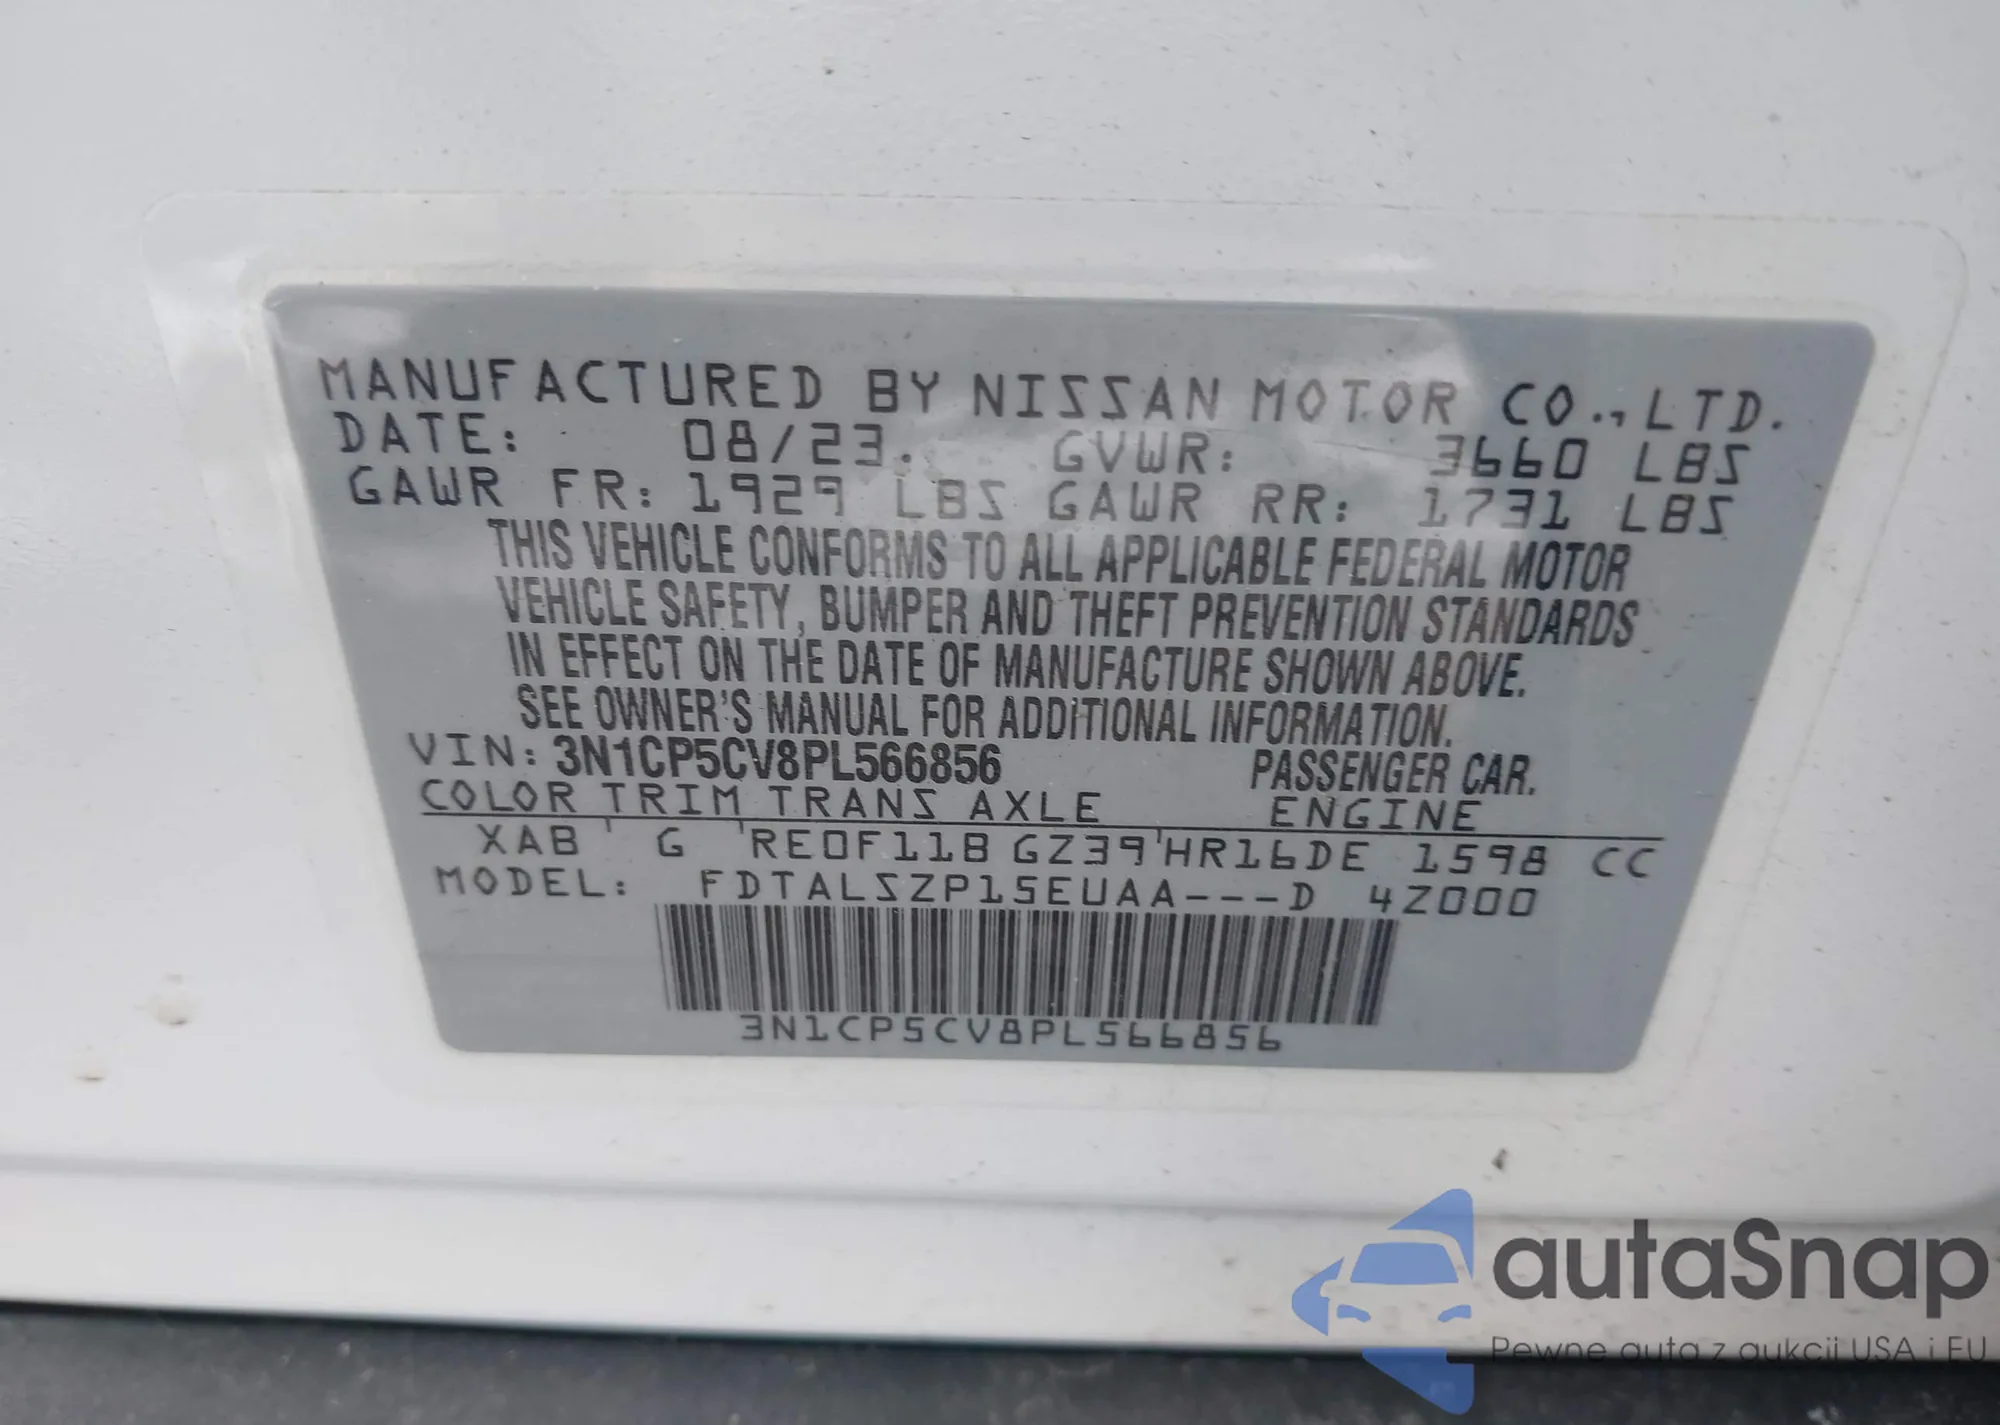 MANUFACTURED BY NISSAN MOTOR CO., LTD.
DATE: 08/23. GVWR: 3660 LBS
GAWR FR: 1929 LBS GAWR RR: 1731 LBS
THIS VEHICLE CONFORMS TO ALL APPLICABLE FEDERAL MOTOR
VEHICLE SAFETY, BUMPER AND THEFT PREVENTION STANDARDS
IN EFFECT ON THE DATE OF MANUFACTURE SHOWN ABOVE.
SEE OWNER'S MANUAL FOR ADDITIONAL INFORMATION.
VIN: 3N1CP5CV8PL566856 PASSENGER CAR.
COLOR TRIM TRANS AXLE ENGINE
XAB ' G 'RE0F11B GZ39'HR16DE 1598 CC
MODEL: FDTALSZP15EUAA---D 4Z000
3N1CP5CV8PL566856
autaSnap
Pewne auta z aukcji USA i EU